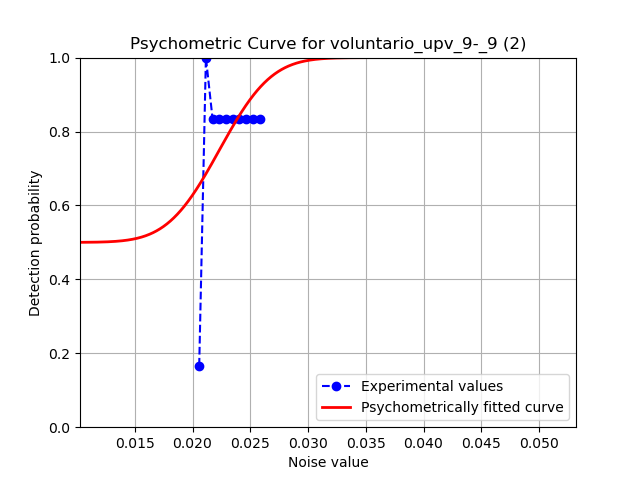 Psychometric Curve for voluntario_upv_9-_9 (2)
1.0
0.8
0.6
0.4
0.2
0.0
Detection probability
Experimental values
Psychometrically fitted curve
0.015 0.020 0.025 0.030 0.035 0.040 0.045 0.050
Noise value